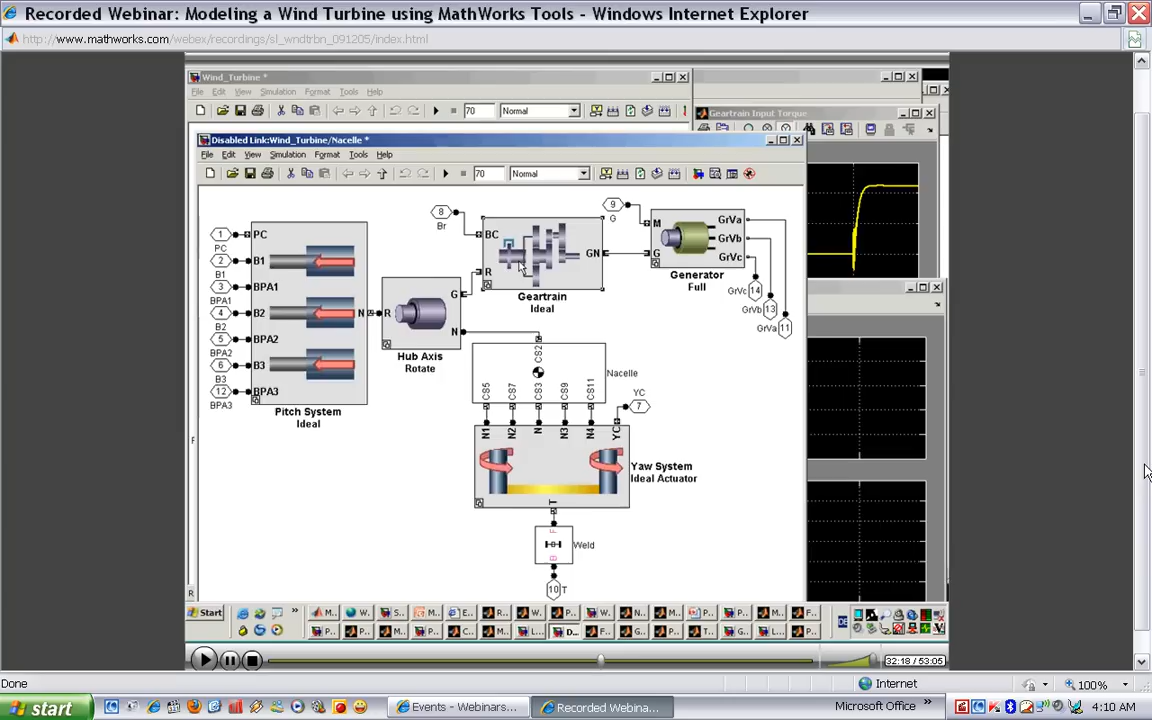 Recorded Webinar: Modeling a Wind Turbine using MathWorks Tools - Windows Internet Explorer
http://www.mathworks.com/webex/recordings/sl_wndtrbn_091205/index.html
Wind_Turbine *
File Edit View Simulation Format Tools Help
70 Normal
Geartrain Input Torque
Disabled Link:Wind_Turbine/Nacelle *
File Edit View Simulation Format Tools Help
70 Normal
8
Br
9
G
1
PC
PC
2
B1
B1
3
BPA1
BPA1
4
B2
B2
5
BPA2
BPA2
6
B3
B3
12
BPA3
BPA3
N
Pitch System
Ideal
R
G
N
Hub Axis
Rotate
BC
R
GN
Geartrain
Ideal
M
G
GrVa
GrVb
GrVc
Generator
Full
GrVc 14
GrVb 13
GrVa 11
CS2
CS5 CS7 CS3 CS9 CS11
Nacelle
YC
7
N1 N2 N N3 N4 YC
T
Yaw System
Ideal Actuator
F
B
Weld
10 T
R
F
Start » M... W.. S... M... E... R... W... P... W... N... M... P... P... M... F...
P... P... M... P... C... M... L... D... F... G... P... T... G... L... P...
DE
32:18 / 53:05
Done
Internet
100%
start
Events - Webinars...
Recorded Webina...
Microsoft Office »
4:10 AM